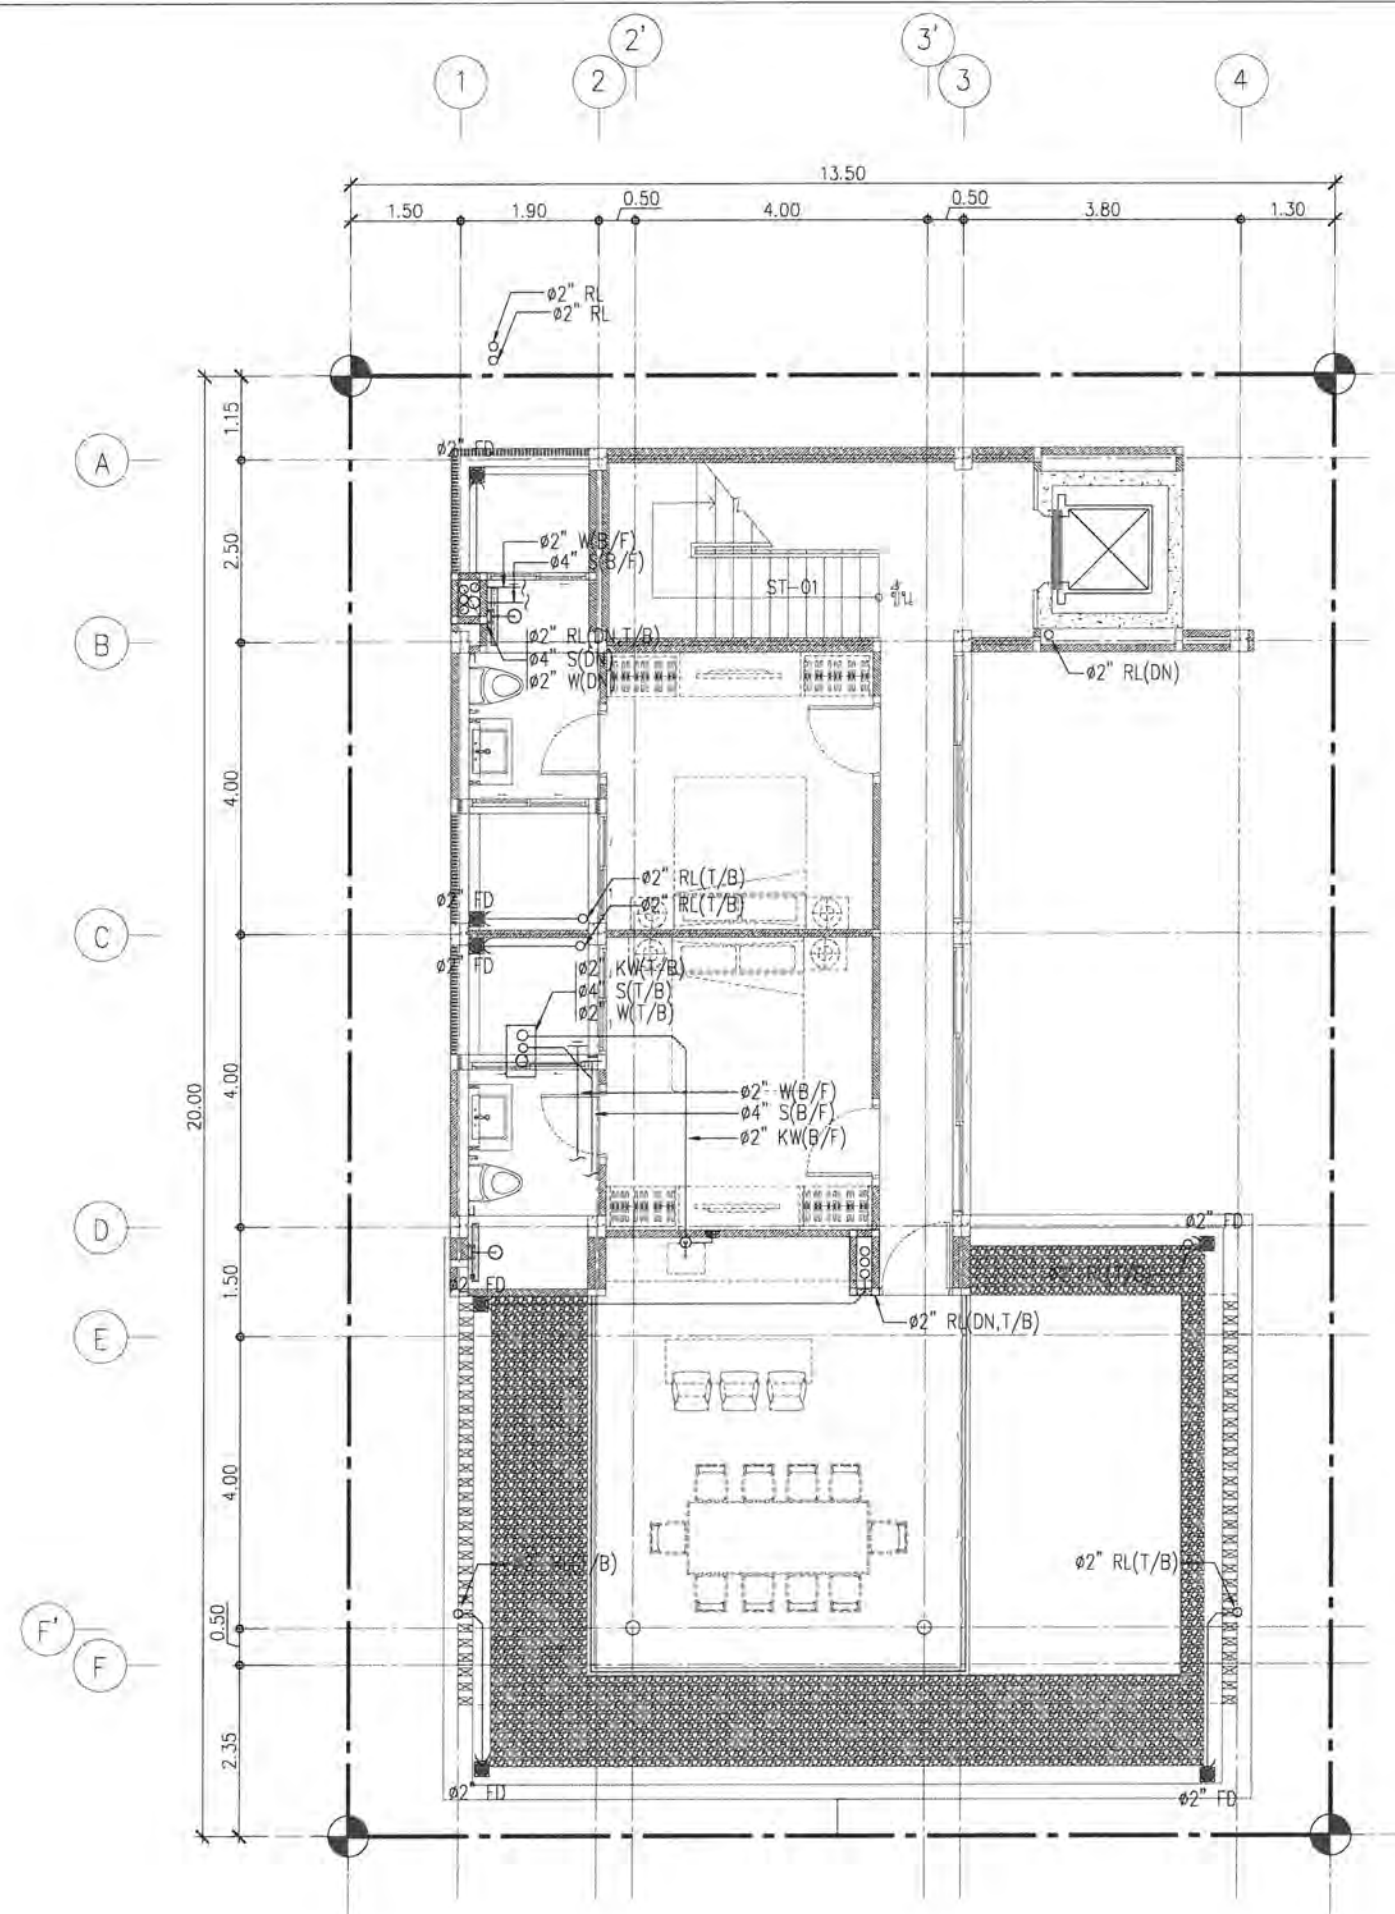 2' 3'
1 2 3 4
13.50
1.50 1.90 0.50 4.00 0.50 3.80 1.30
ø2" RL
ø2" RL
1.15
A
ø2" FD
2.50
ø2" W(B/F)
ø4" S(B/F)
ST-01
ขึ้น
B
ø2" RL(DN,T/B)
ø4" S(DN)
ø2" W(DN)
ø2" RL(DN)
4.00
ø2" RL(T/B)
ø2" FD
ø2" RL(T/B)
C
ø2" FD
ø2" KW(T/B)
ø4" S(T/B)
ø2" W(T/B)
20.00
4.00
ø2" W(B/F)
ø4" S(B/F)
ø2" KW(B/F)
D
ø2" FD
1.50
ø2" FD
ø2" RL(DN,T/B)
E
4.00
ø2" RL(T/B)
0.50
F'
F
2.35
ø2" FD
ø2" FD